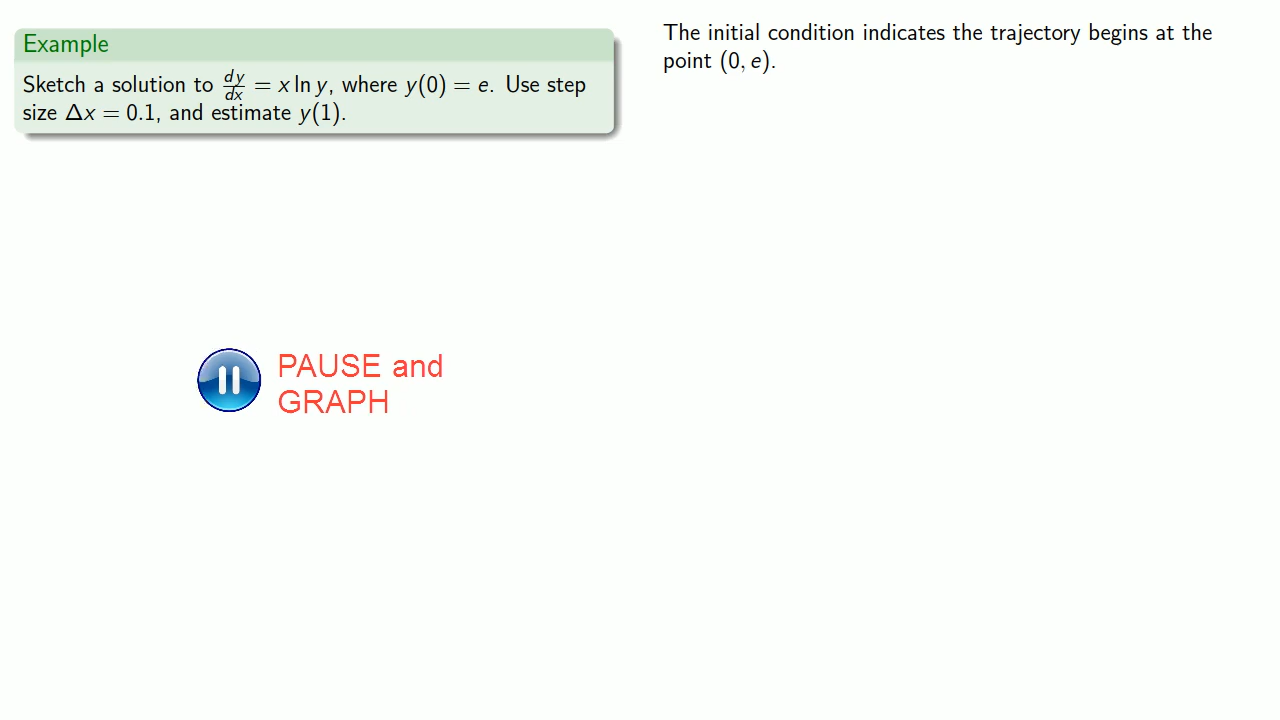 Example
Sketch a solution to dy/dx = x ln y, where y(0) = e. Use step
size Δx = 0.1, and estimate y(1).
The initial condition indicates the trajectory begins at the
point (0, e).
PAUSE and
GRAPH